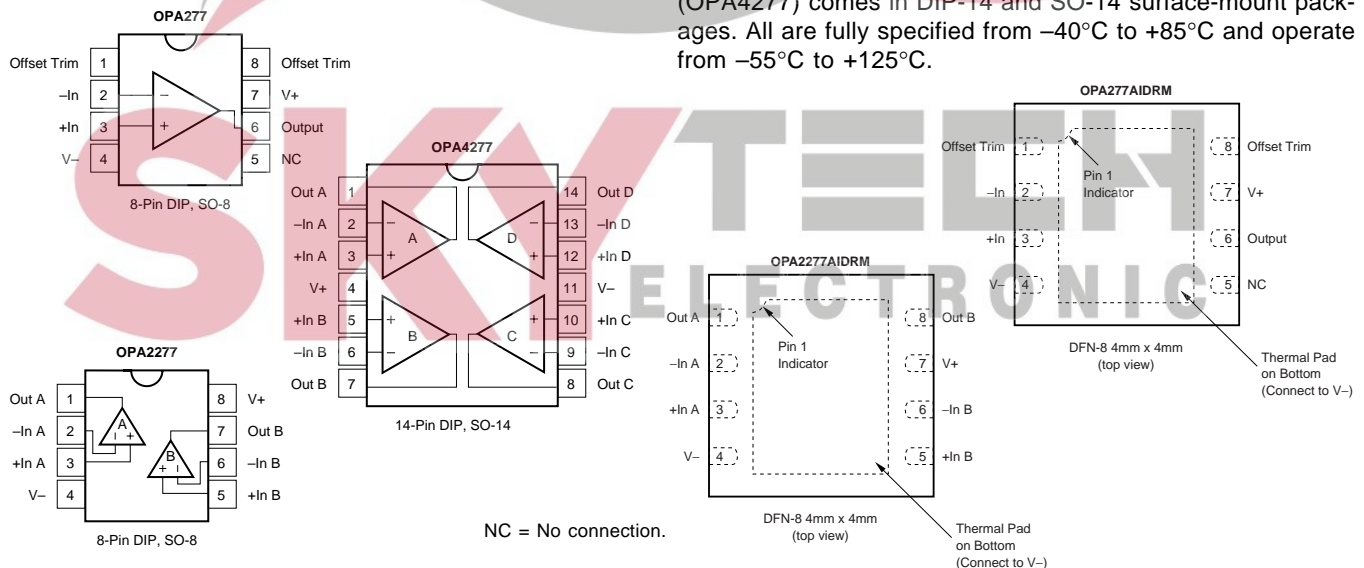 (OPA4277) comes in DIP-14 and SO-14 surface-mount pack-
ages. All are fully specified from –40°C to +85°C and operate
from –55°C to +125°C.
OPA277
Offset Trim 1 8 Offset Trim
–In 2 – 7 V+
+In 3 + 6 Output
V– 4 5 NC
8-Pin DIP, SO-8
OPA4277
Out A 1 14 Out D
–In A 2 – – 13 –In D
A D
+In A 3 + + 12 +In D
V+ 4 11 V–
+In B 5 + + 10 +In C
B C
–In B 6 – – 9 –In C
Out B 7 8 Out C
14-Pin DIP, SO-14
OPA2277
Out A 1 8 V+
A
–In A 2 – + 7 Out B
B
+In A 3 + – 6 –In B
V– 4 5 +In B
8-Pin DIP, SO-8
NC = No connection.
OPA277AIDRM
Offset Trim 1 8 Offset Trim
Pin 1
Indicator
–In 2 7 V+
+In 3 6 Output
V– 4 5 NC
DFN-8 4mm x 4mm
(top view)
Thermal Pad
on Bottom
(Connect to V–)
OPA2277AIDRM
Out A 1 8 Out B
Pin 1
Indicator
–In A 2 7 V+
+In A 3 6 –In B
V– 4 5 +In B
DFN-8 4mm x 4mm
(top view)
Thermal Pad
on Bottom
(Connect to V–)
SKYTECH
ELECTRONIC